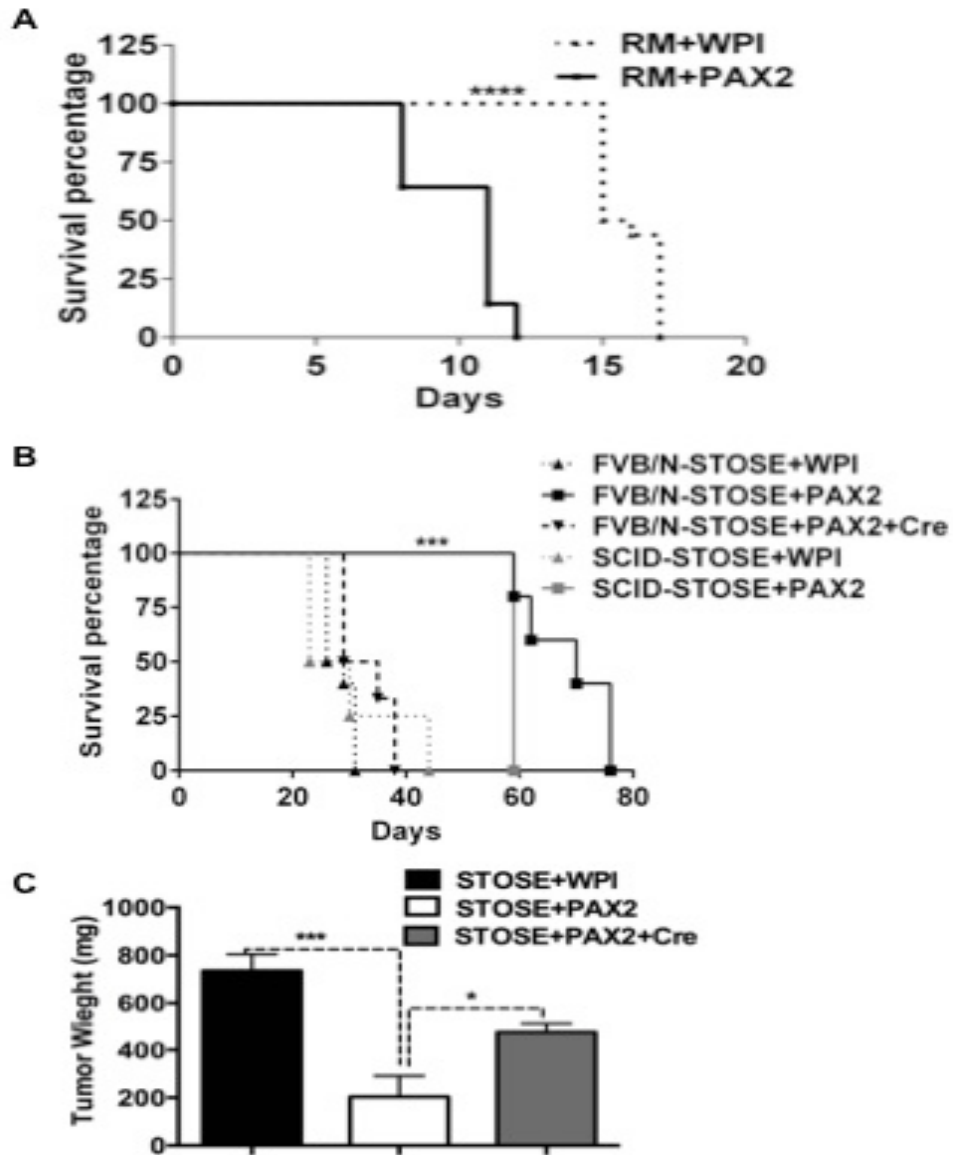 A
RM+WPI
RM+PAX2
125
100
75
50
25
0
****
Survival percentage
0 5 10 15 20
Days
B
FVB/N-STOSE+WPI
FVB/N-STOSE+PAX2
FVB/N-STOSE+PAX2+Cre
SCID-STOSE+WPI
SCID-STOSE+PAX2
125
100
75
50
25
0
***
Survival percentage
0 20 40 60 80
Days
C
STOSE+WPI
STOSE+PAX2
STOSE+PAX2+Cre
1000
800
600
400
200
0
***
*
Tumor Wieght (mg)